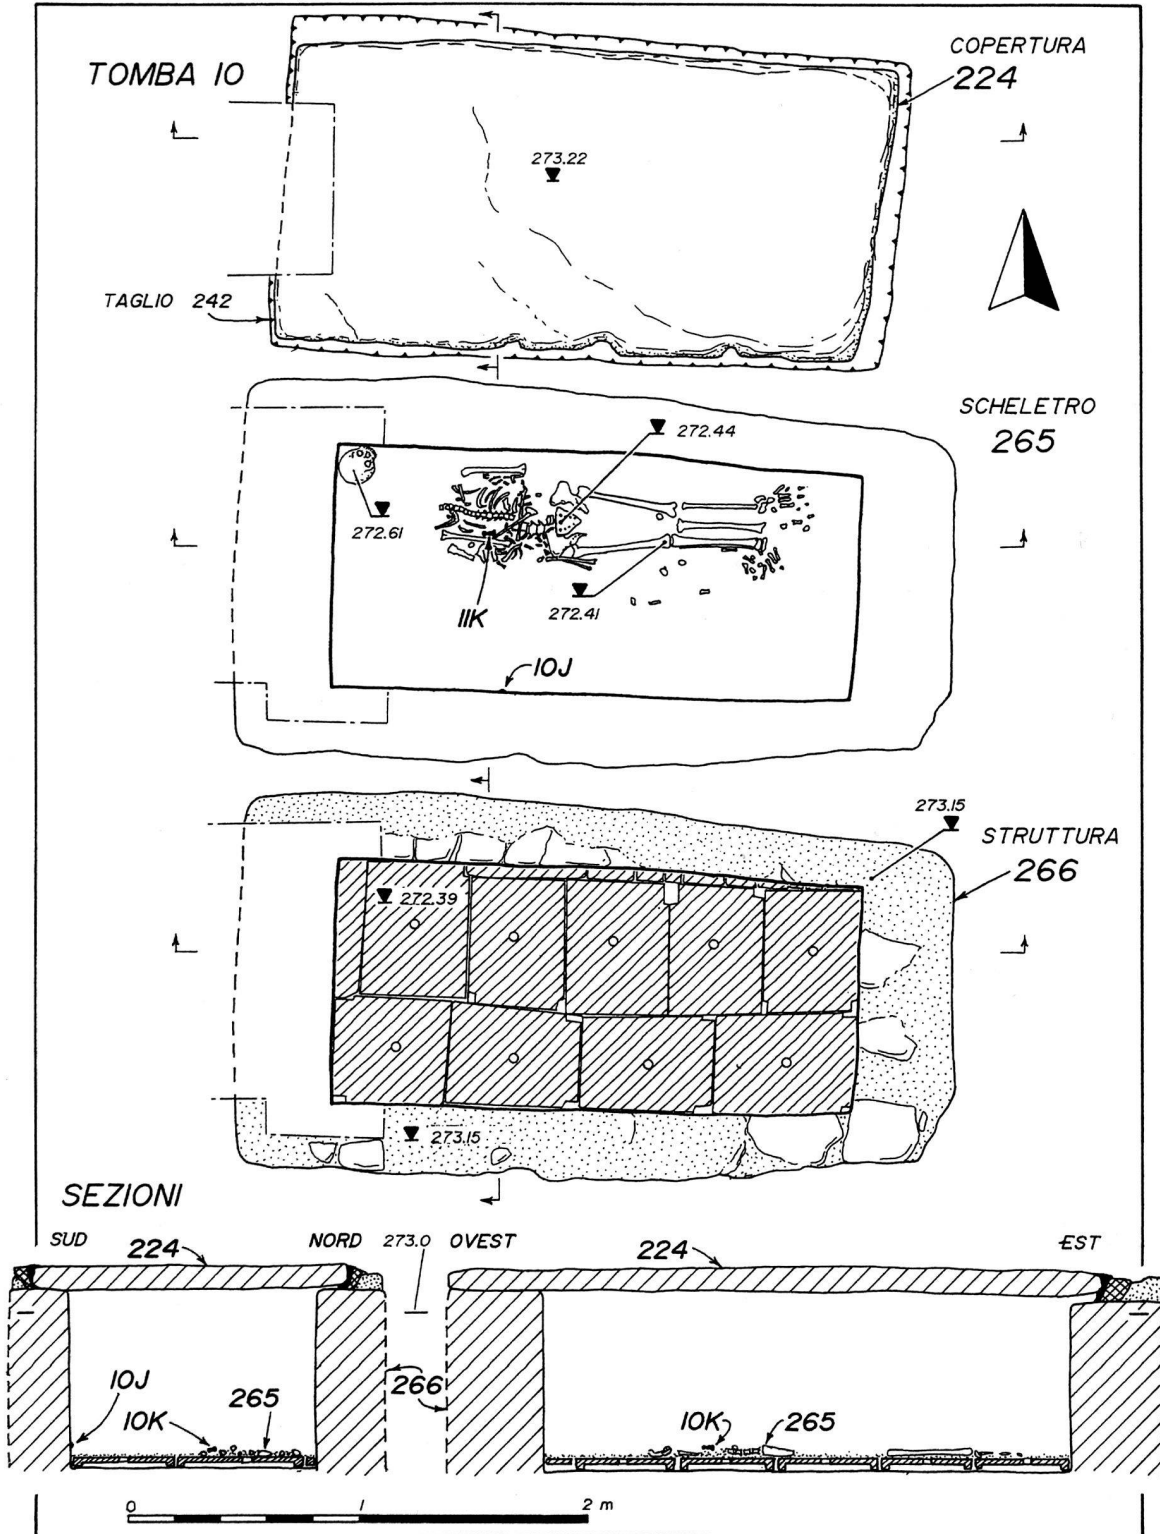 TOMBA 10
COPERTURA
224
273.22
TAGLIO 242
SCHELETRO
265
272.44
272.61
11K
272.41
10J
273.15
STRUTTURA
266
272.39
273.15
SEZIONI
SUD 224 NORD 273.0 OVEST 224 EST
10J
10K 265 266 10K 265
0 1 2 m